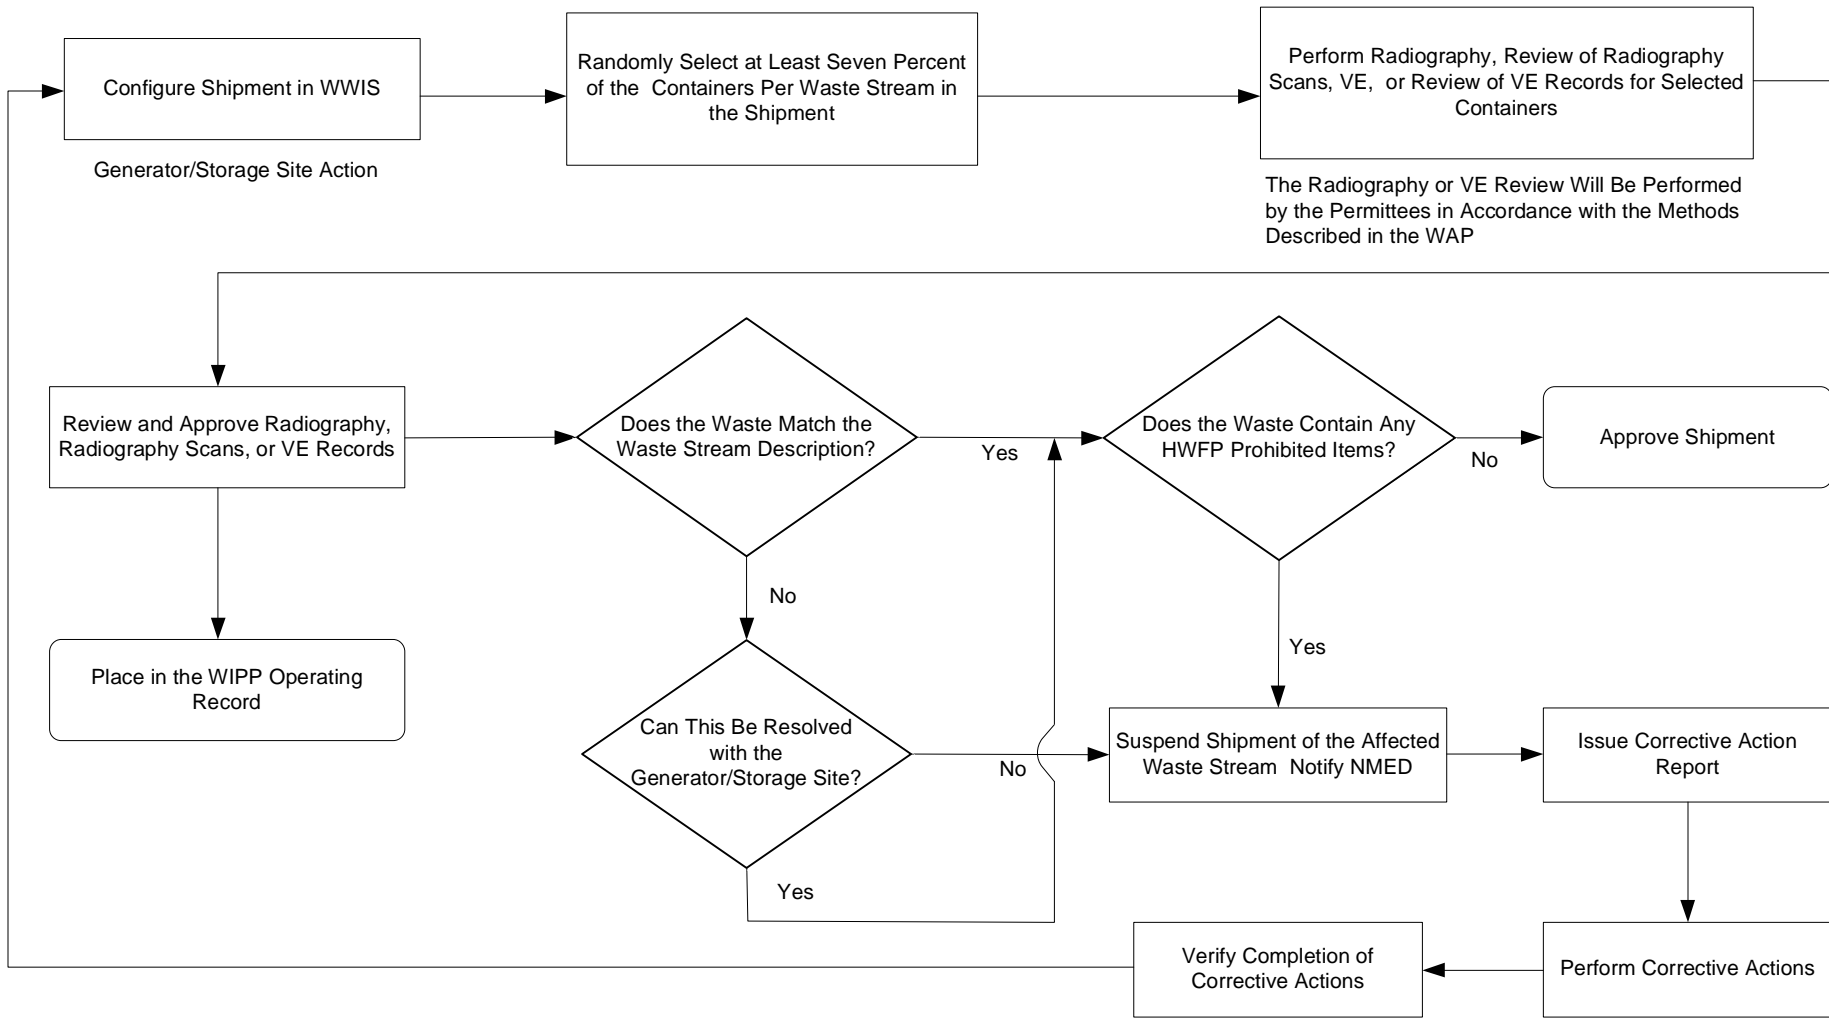 Configure Shipment in WWIS
Generator/Storage Site Action
Randomly Select at Least Seven Percent
of the Containers Per Waste Stream in
the Shipment
Perform Radiography, Review of Radiography
Scans, VE, or Review of VE Records for Selected
Containers
The Radiography or VE Review Will Be Performed
by the Permittees in Accordance with the Methods
Described in the WAP
Review and Approve Radiography,
Radiography Scans, or VE Records
Does the Waste Match the
Waste Stream Description?
Yes
Does the Waste Contain Any
HWFP Prohibited Items?
No
Approve Shipment
No
Yes
Place in the WIPP Operating
Record
Can This Be Resolved
with the
Generator/Storage Site?
No
Suspend Shipment of the Affected
Waste Stream Notify NMED
Issue Corrective Action
Report
Yes
Verify Completion of
Corrective Actions
Perform Corrective Actions